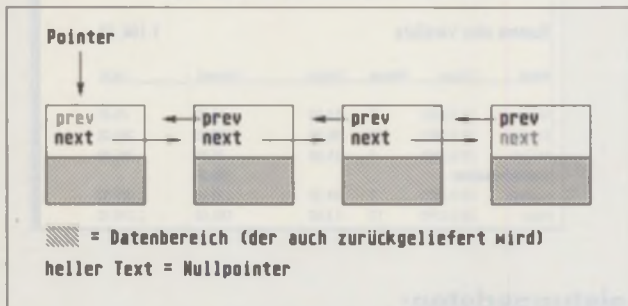 Pointer
prev prev prev prev
next next next next
= Datenbereich (der auch zurückgeliefert wird)
heller Text = Nullpointer